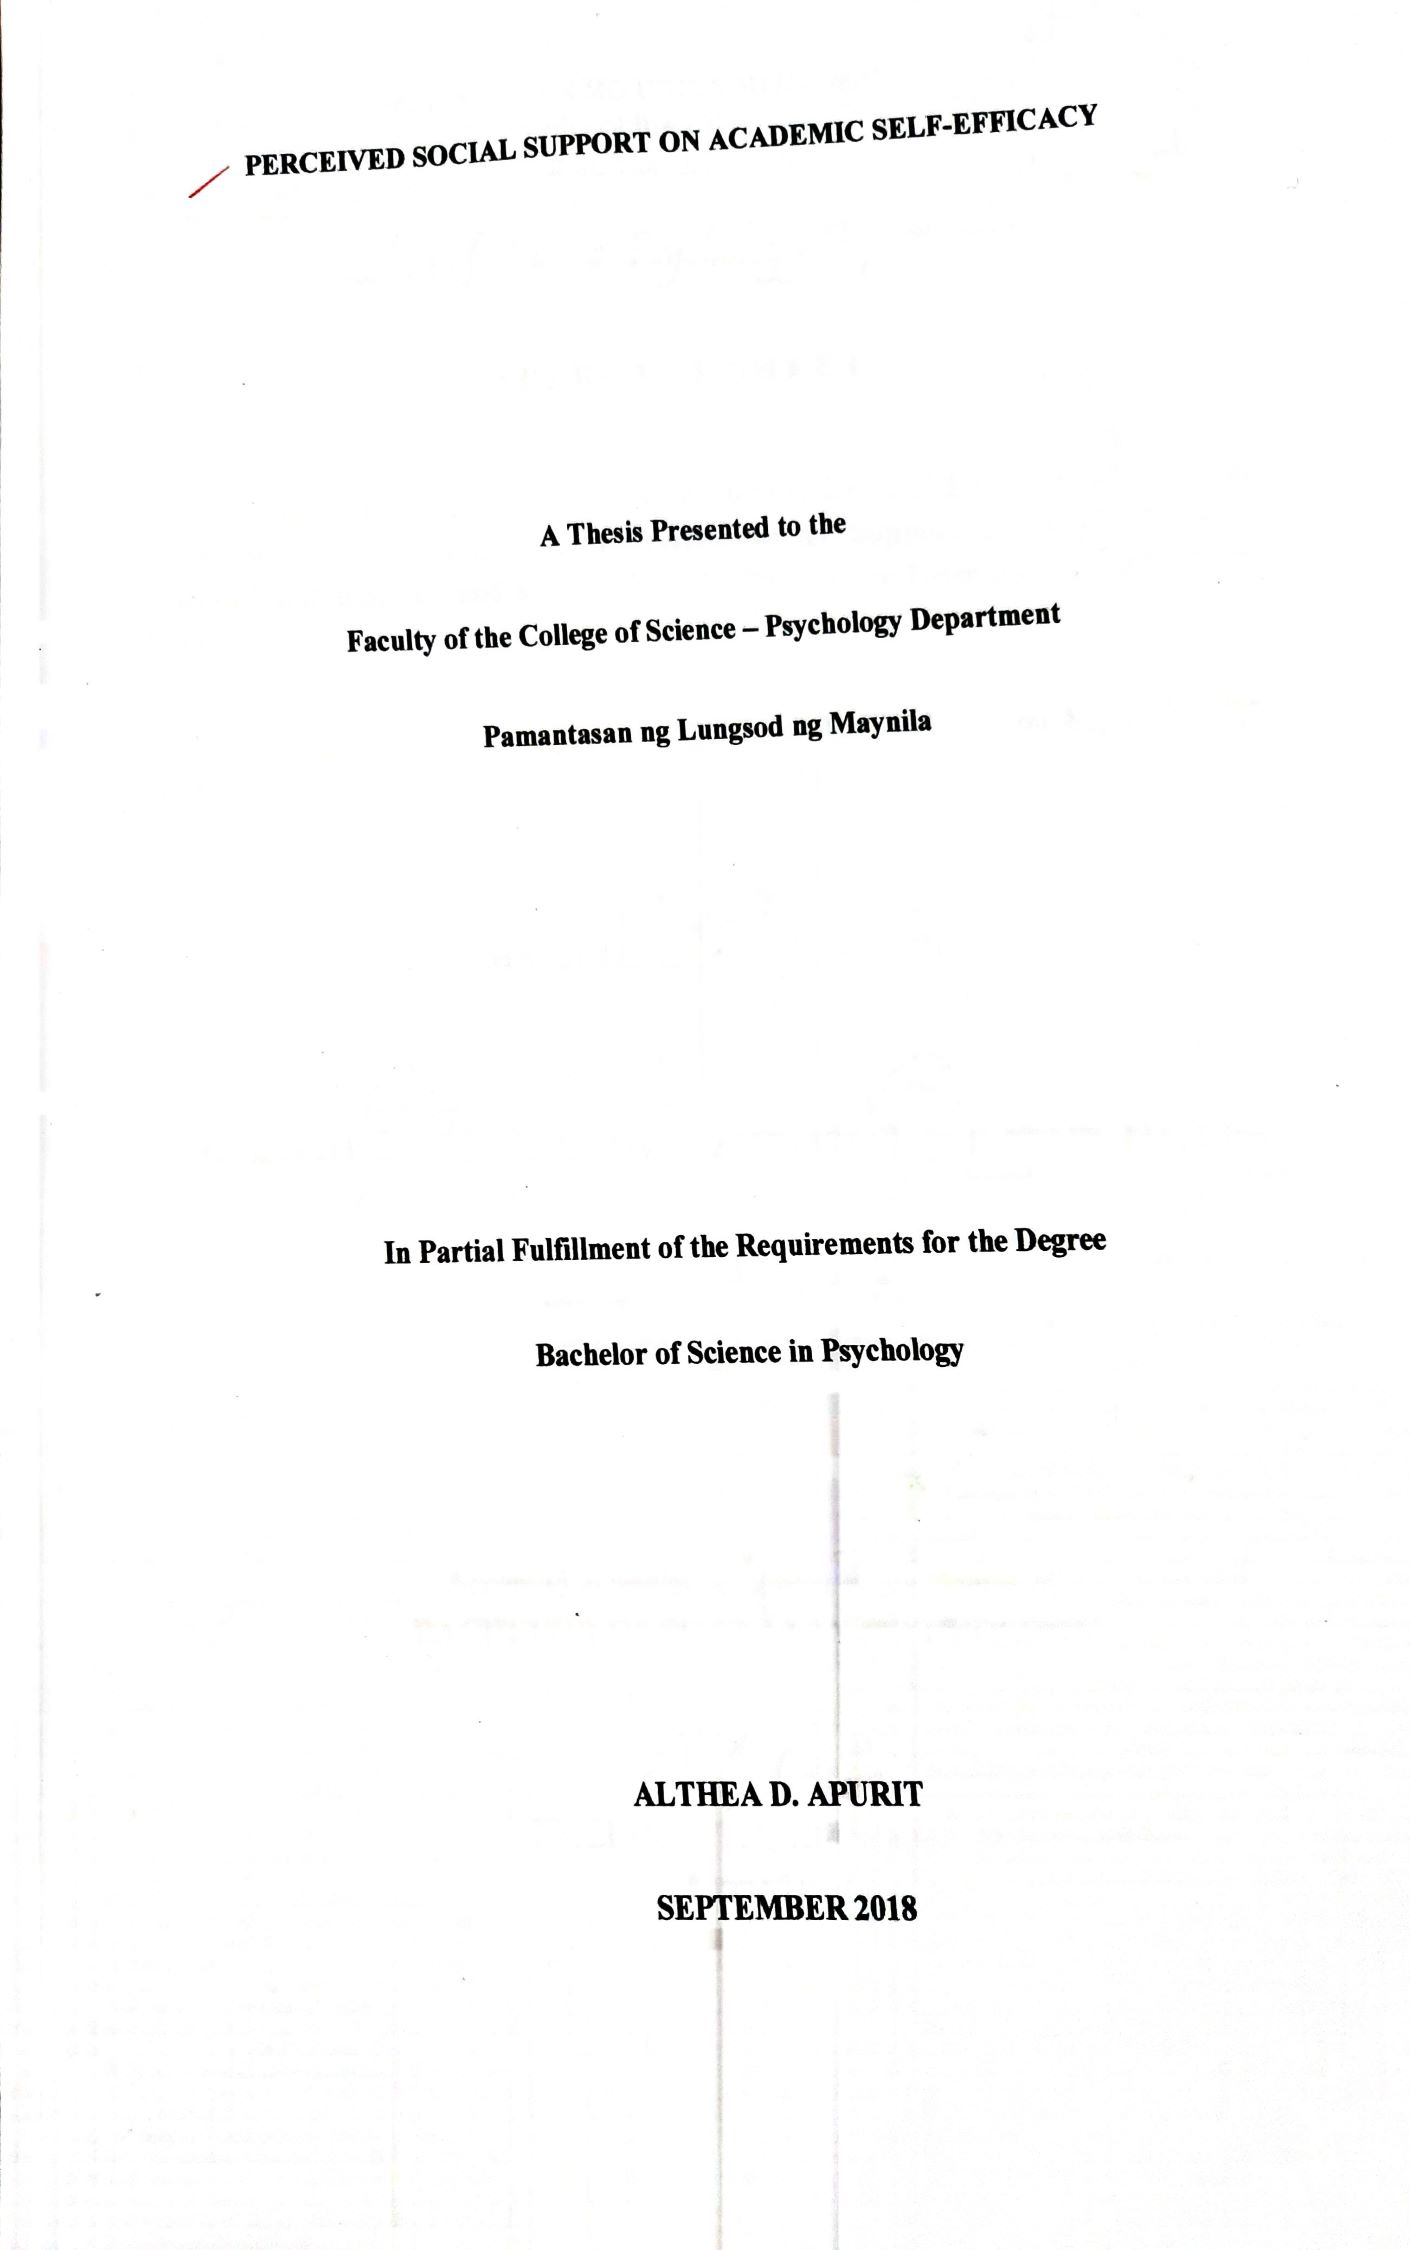 PERCEIVED SOCIAL SUPPORT ON ACADEMIC SELF-EFFICACY
A Thesis Presented to the
Faculty of the College of Science – Psychology Department
Pamantasan ng Lungsod ng Maynila
In Partial Fulfillment of the Requirements for the Degree
Bachelor of Science in Psychology
ALTHEA D. APURIT
SEPTEMBER 2018